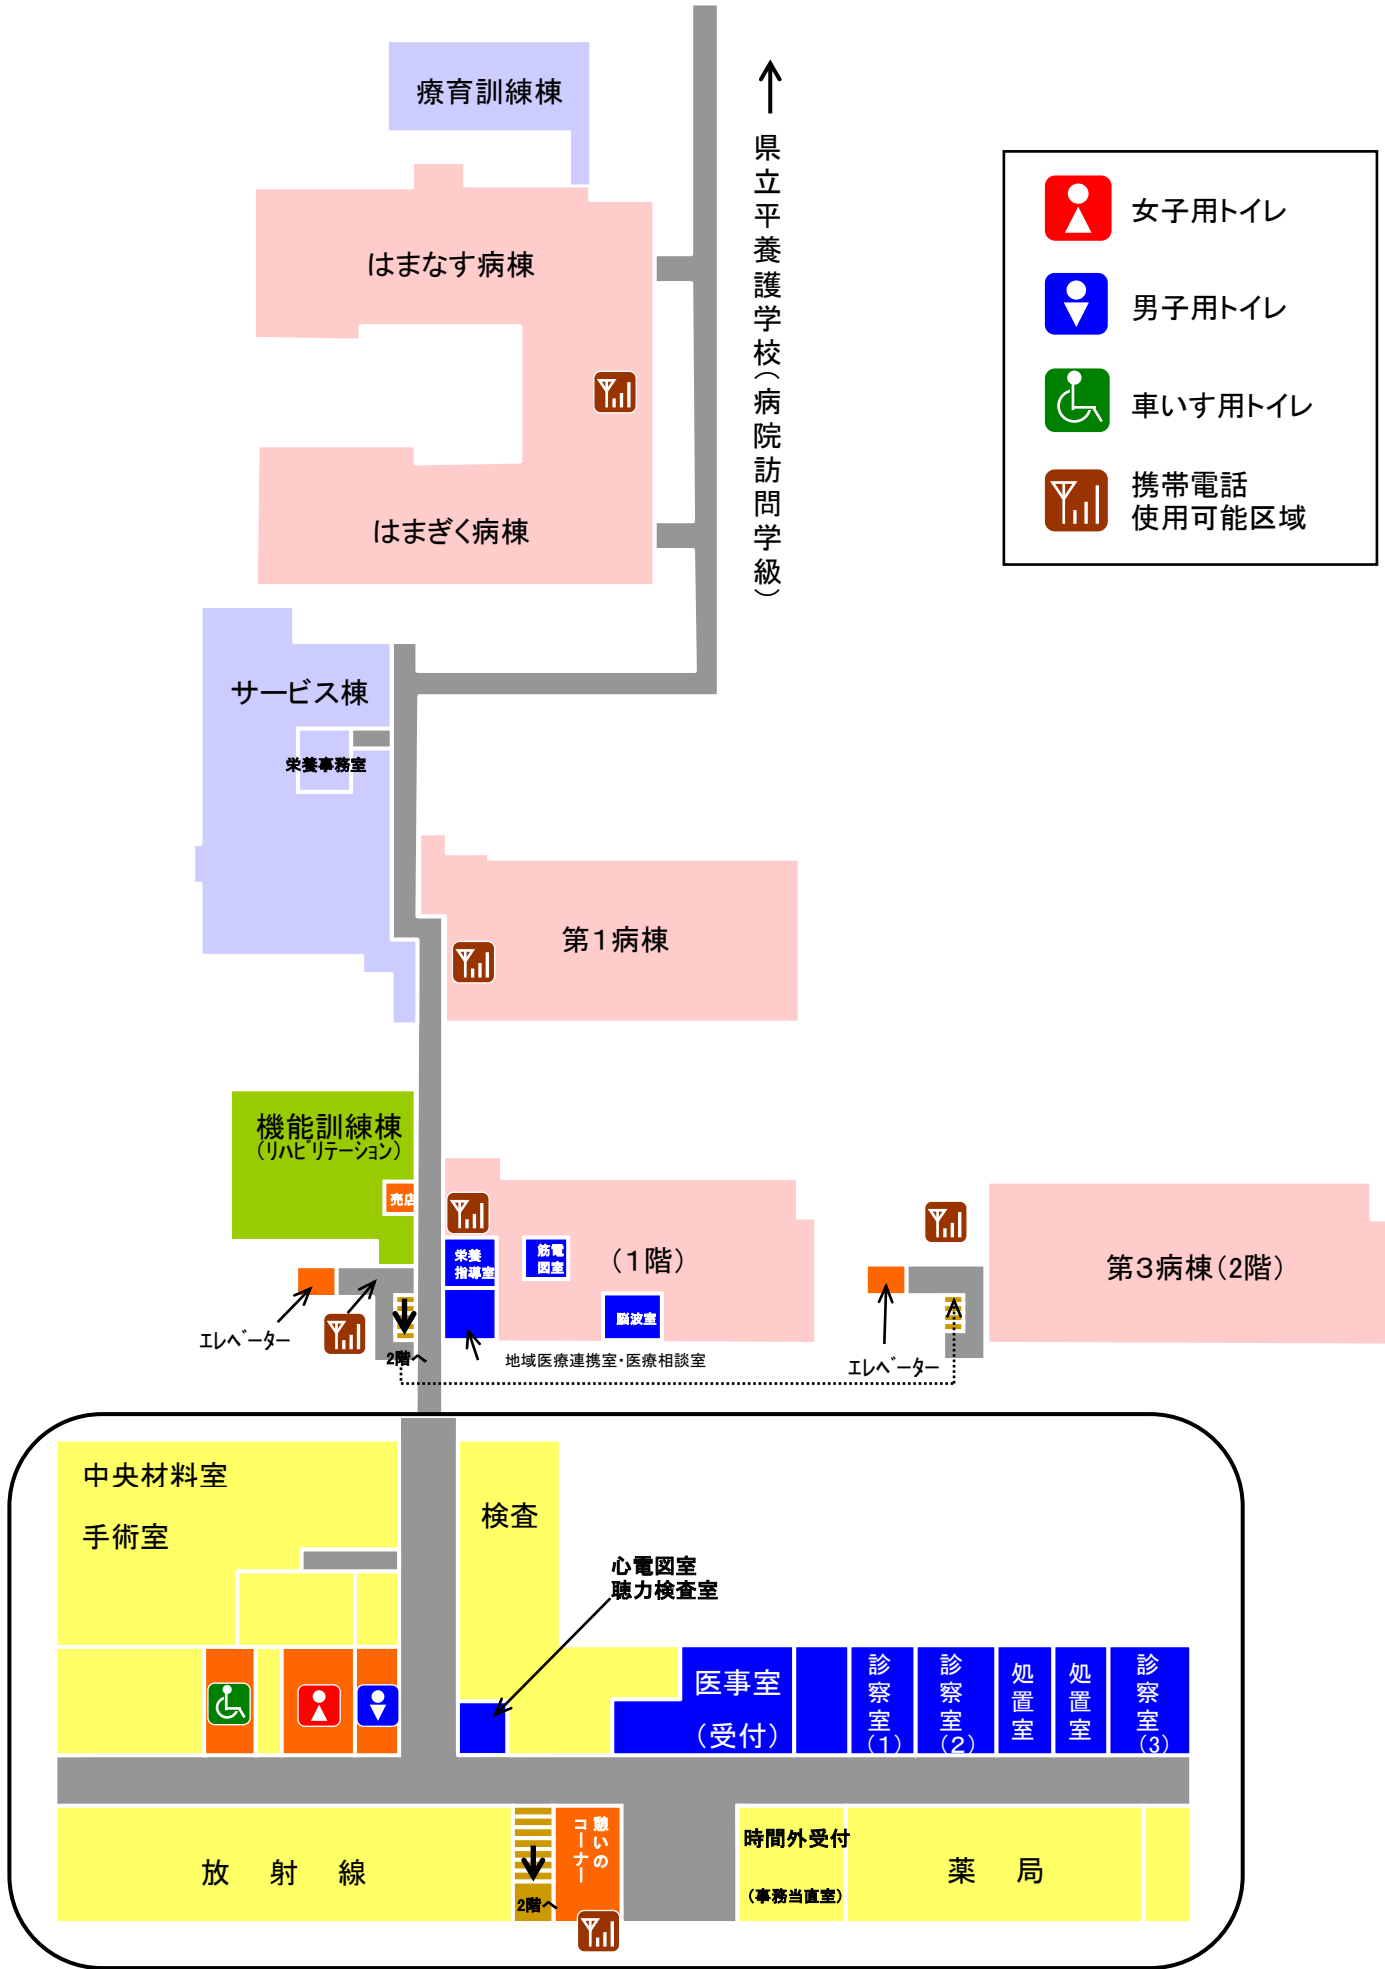 療育訓練棟
県立平養護学校（病院訪問学級）
女子用トイレ
男子用トイレ
車いす用トイレ
携帯電話
使用可能区域
はまなす病棟
はまぎく病棟
サービス棟
栄養事務室
第１病棟
機能訓練棟
（リハビリテーション）
売店
栄養
指導室
筋電
図室
（１階）
脳波室
第３病棟（２階）
エレベーター
2階へ
地域医療連携室・医療相談室
エレベーター
中央材料室
手術室
検査
心電図室
聴力検査室
医事室
（受付）
診察室（１）
診察室（２）
処置室
処置室
診察室（３）
放射線
2階へ
憩いの
コーナー
時間外受付
（事務当直室）
薬局